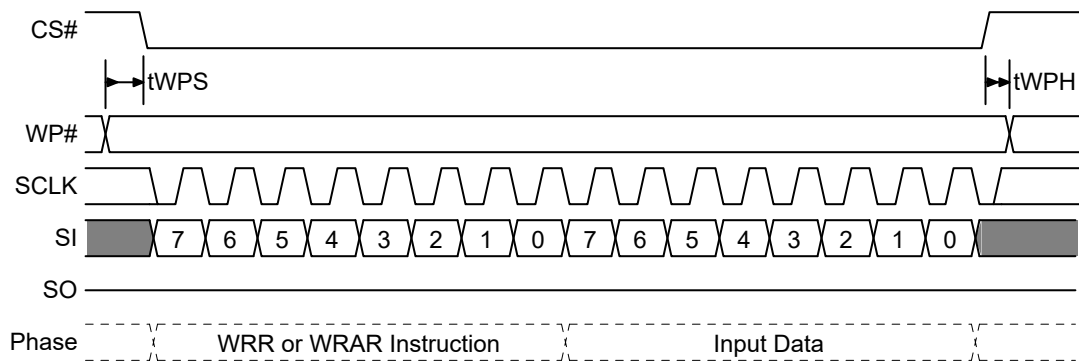 CS#
tWPS tWPH
WP#
SCLK
SI 7 6 5 4 3 2 1 0 7 6 5 4 3 2 1 0
SO
Phase WRR or WRAR Instruction Input Data